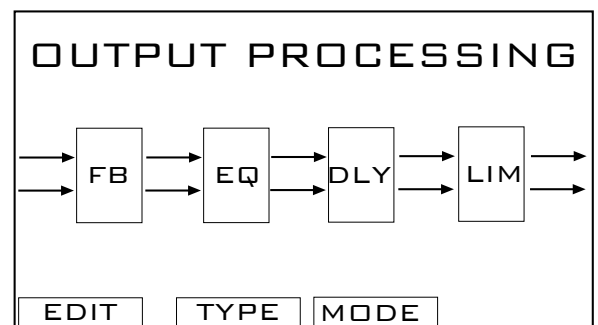 OUTPUT PROCESSING
FB EQ DLY LIM
EDIT TYPE MODE